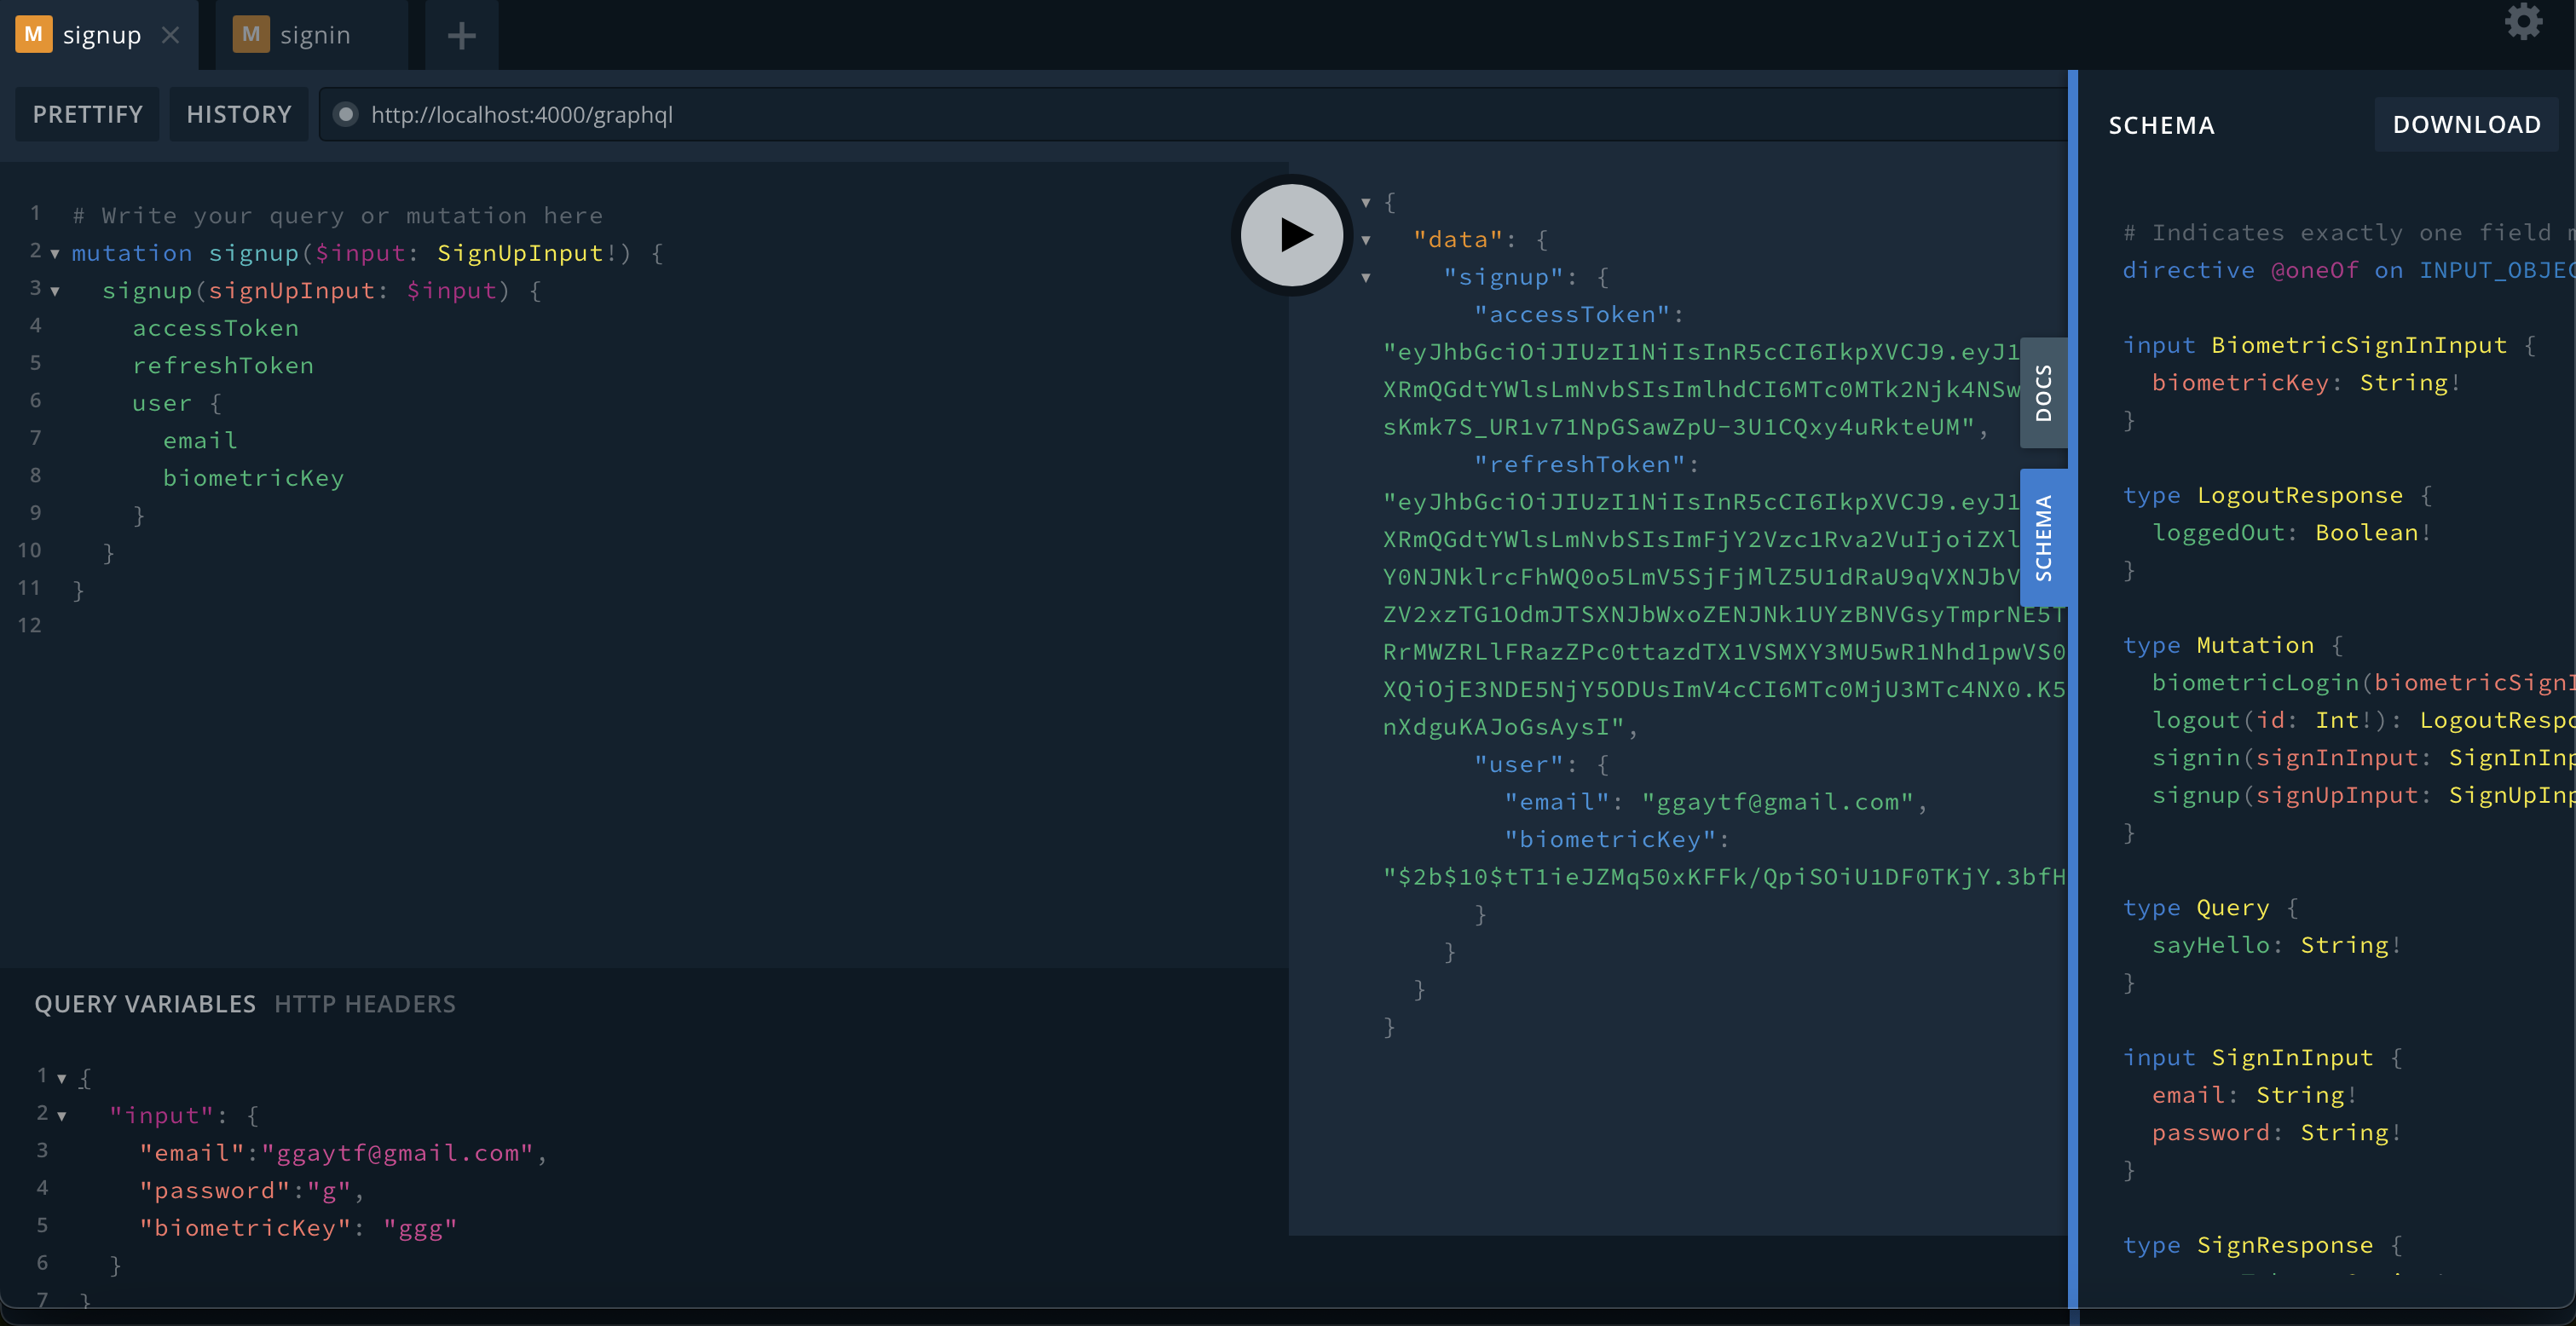 M signup
M signin
PRETTIFY
HISTORY
http://localhost:4000/graphql
1 # Write your query or mutation here
2 mutation signup($input: SignUpInput!) {
3 signup(signUpInput: $input) {
4 accessToken
5 refreshToken
6 user {
7 email
8 biometricKey
9 }
10 }
11 }
12
QUERY VARIABLES HTTP HEADERS
1 {
2 "input": {
3 "email":"ggaytf@gmail.com",
4 "password":"g",
5 "biometricKey": "ggg"
6 }
7 }
{
"data": {
"signup": {
"accessToken":
"eyJhbGciOiJIUzI1NiIsInR5cCI6IkpXVCJ9.eyJ1
XRmQGdtYWlsLmNvbSIsImlhdCI6MTc0MTk2Njk4NSw
sKmk7S_UR1v71NpGSawZpU-3U1CQxy4uRkteUM",
"refreshToken":
"eyJhbGciOiJIUzI1NiIsInR5cCI6IkpXVCJ9.eyJ1
XRmQGdtYWlsLmNvbSIsImFjY2Vzc1Rva2VuIjoiZXl
Y0NJNklrcFhWQ0o5LmV5SjFjMlZ5U1dRaU9qVXNJbV
ZV2xzTG1OdmJTSXNJbWxoZENJNk1UYzBNVGsyTmprNE5T
RrMWZRLlFRazZPc0ttazdTX1VSMXY3MU5wR1Nhd1pwVS0
XQiOjE3NDE5NjY5ODUsImV4cCI6MTc0MjU3MTc4NX0.K5
nXdguKAJoGsAysI",
"user": {
"email": "ggaytf@gmail.com",
"biometricKey":
"$2b$10$tT1ieJZMq50xKFFk/QpiSOiU1DF0TKjY.3bfH
}
}
}
}
DOCS
SCHEMA
SCHEMA
DOWNLOAD
# Indicates exactly one field
directive @oneOf on INPUT_OBJEC
input BiometricSignInInput {
biometricKey: String!
}
type LogoutResponse {
loggedOut: Boolean!
}
type Mutation {
biometricLogin(biometricSignI
logout(id: Int!): LogoutRespo
signin(signInInput: SignInInp
signup(signUpInput: SignUpInp
}
type Query {
sayHello: String!
}
input SignInInput {
email: String!
password: String!
}
type SignResponse {